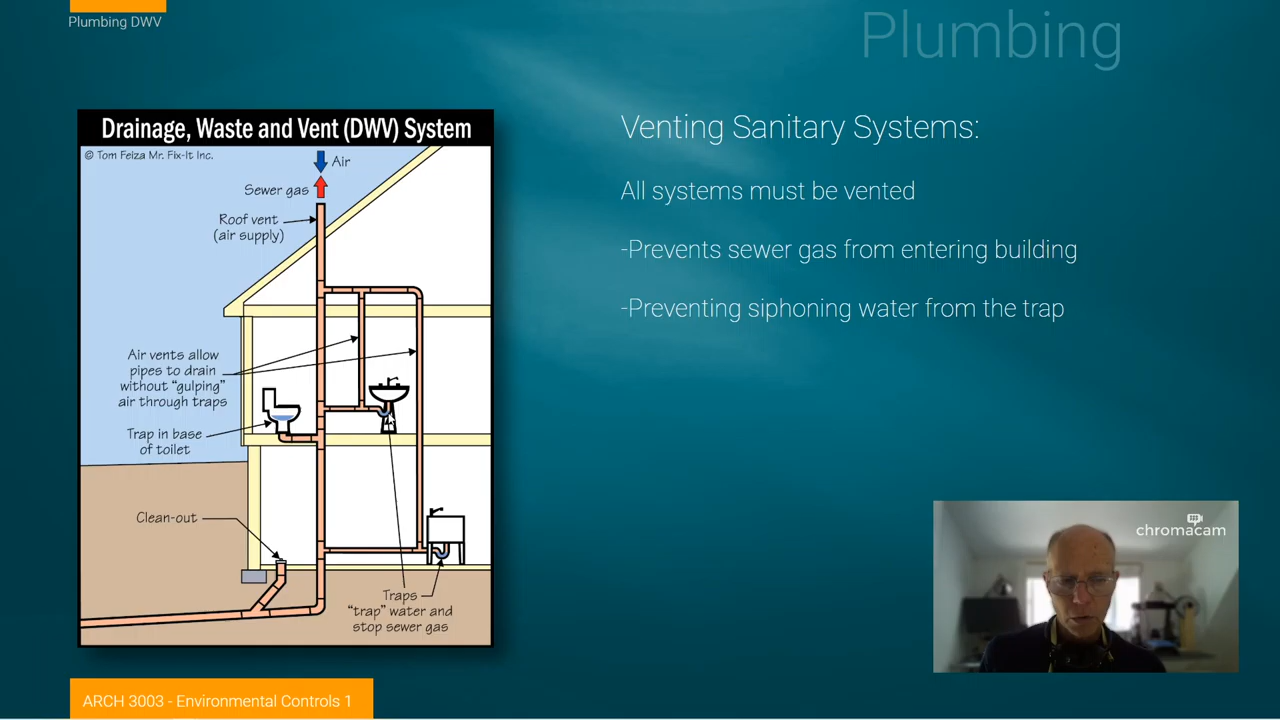 Plumbing DWV
Plumbing
Drainage, Waste and Vent (DWV) System
© Tom Feiza Mr. Fix-It Inc.
Air
Sewer gas
Roof vent
(air supply)
Air vents allow
pipes to drain
without “gulping”
air through traps
Trap in base
of toilet
Clean-out
Traps
“trap” water and
stop sewer gas
Venting Sanitary Systems:
All systems must be vented
-Prevents sewer gas from entering building
-Preventing siphoning water from the trap
chromacam
ARCH 3003 - Environmental Controls 1